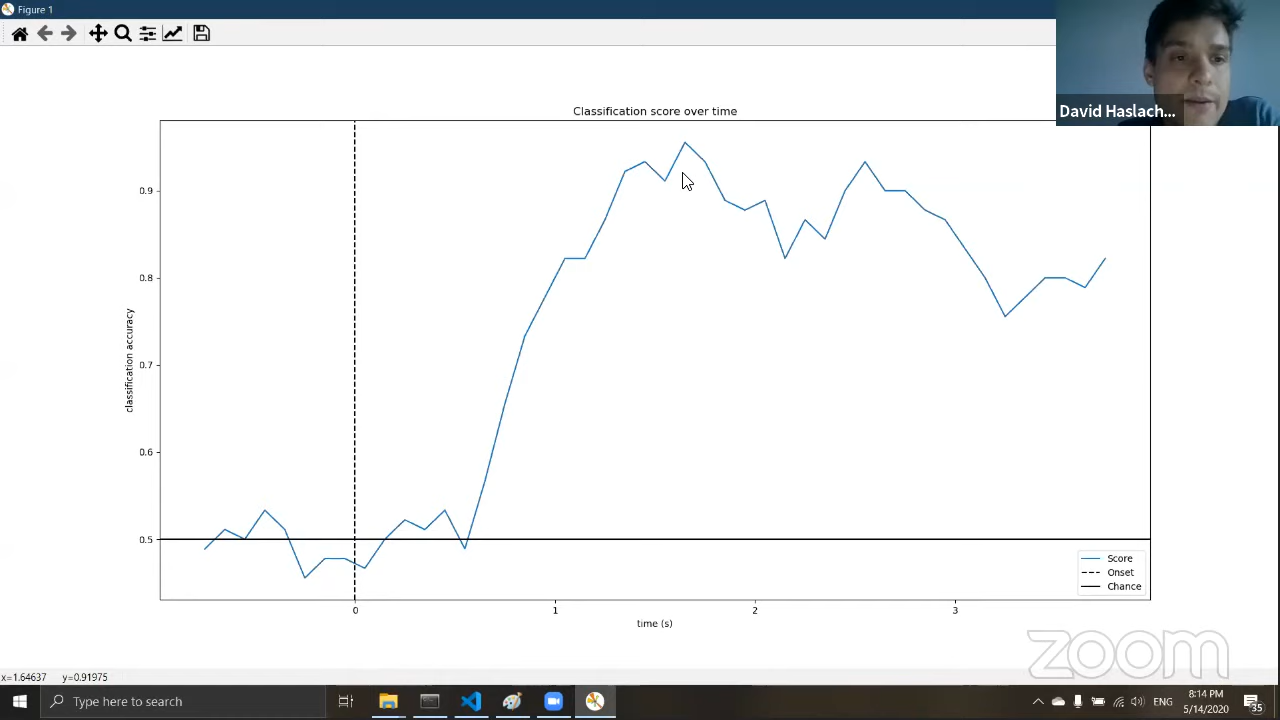 Figure 1
David Haslach...
Classification score over time
classification accuracy
0.9
0.8
0.7
0.6
0.5
0
1
2
3
time (s)
Score
Onset
Chance
zoom
x=1.64637 y=0.91975
Type here to search
ENG
8:14 PM
5/14/2020
35